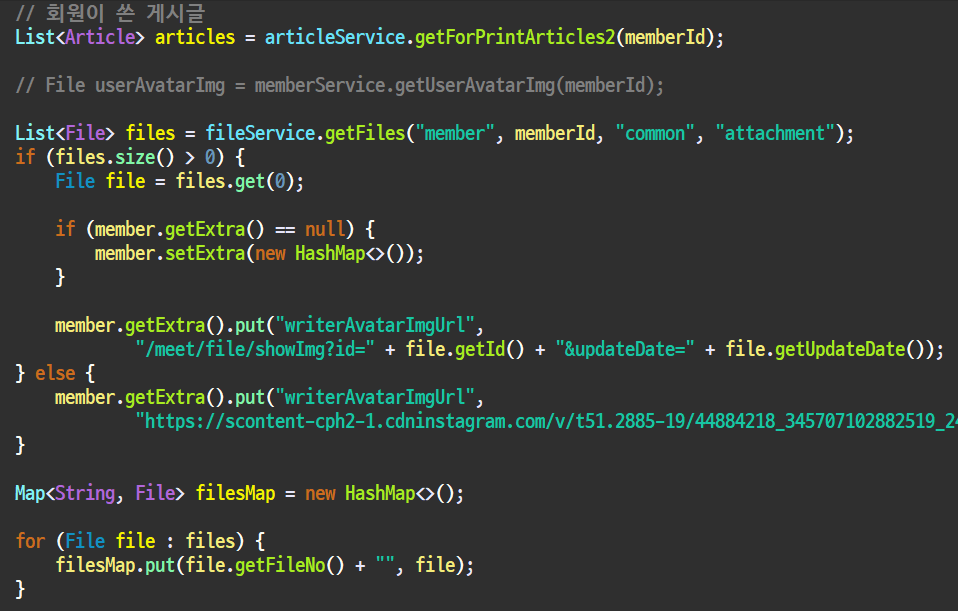 // 회원이 쓴 게시글
List<Article> articles = articleService.getForPrintArticles2(memberId);
// File userAvatarImg = memberService.getUserAvatarImg(memberId);
List<File> files = fileService.getFiles("member", memberId, "common", "attachment");
if (files.size() > 0) {
    File file = files.get(0);
    if (member.getExtra() == null) {
        member.setExtra(new HashMap<>());
    }
    member.getExtra().put("writerAvatarImgUrl",
            "/meet/file/showImg?id=" + file.getId() + "&updateDate=" + file.getUpdateDate());
} else {
    member.getExtra().put("writerAvatarImgUrl",
            "https://scontent-cph2-1.cdninstagram.com/v/t51.2885-19/44884218_345707102882519_24
}
Map<String, File> filesMap = new HashMap<>();
for (File file : files) {
    filesMap.put(file.getFileNo() + "", file);
}